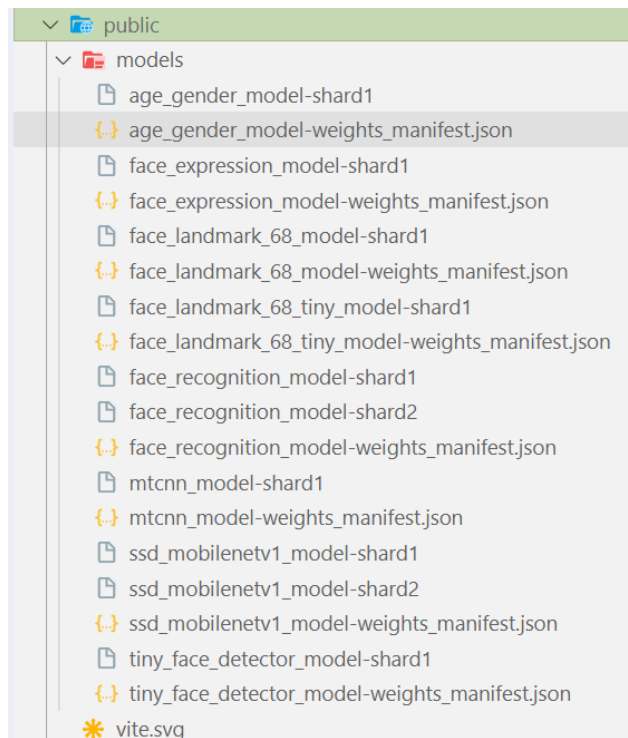 public
models
age_gender_model-shard1
age_gender_model-weights_manifest.json
face_expression_model-shard1
face_expression_model-weights_manifest.json
face_landmark_68_model-shard1
face_landmark_68_model-weights_manifest.json
face_landmark_68_tiny_model-shard1
face_landmark_68_tiny_model-weights_manifest.json
face_recognition_model-shard1
face_recognition_model-shard2
face_recognition_model-weights_manifest.json
mtcnn_model-shard1
mtcnn_model-weights_manifest.json
ssd_mobilenetv1_model-shard1
ssd_mobilenetv1_model-shard2
ssd_mobilenetv1_model-weights_manifest.json
tiny_face_detector_model-shard1
tiny_face_detector_model-weights_manifest.json
vite.svg